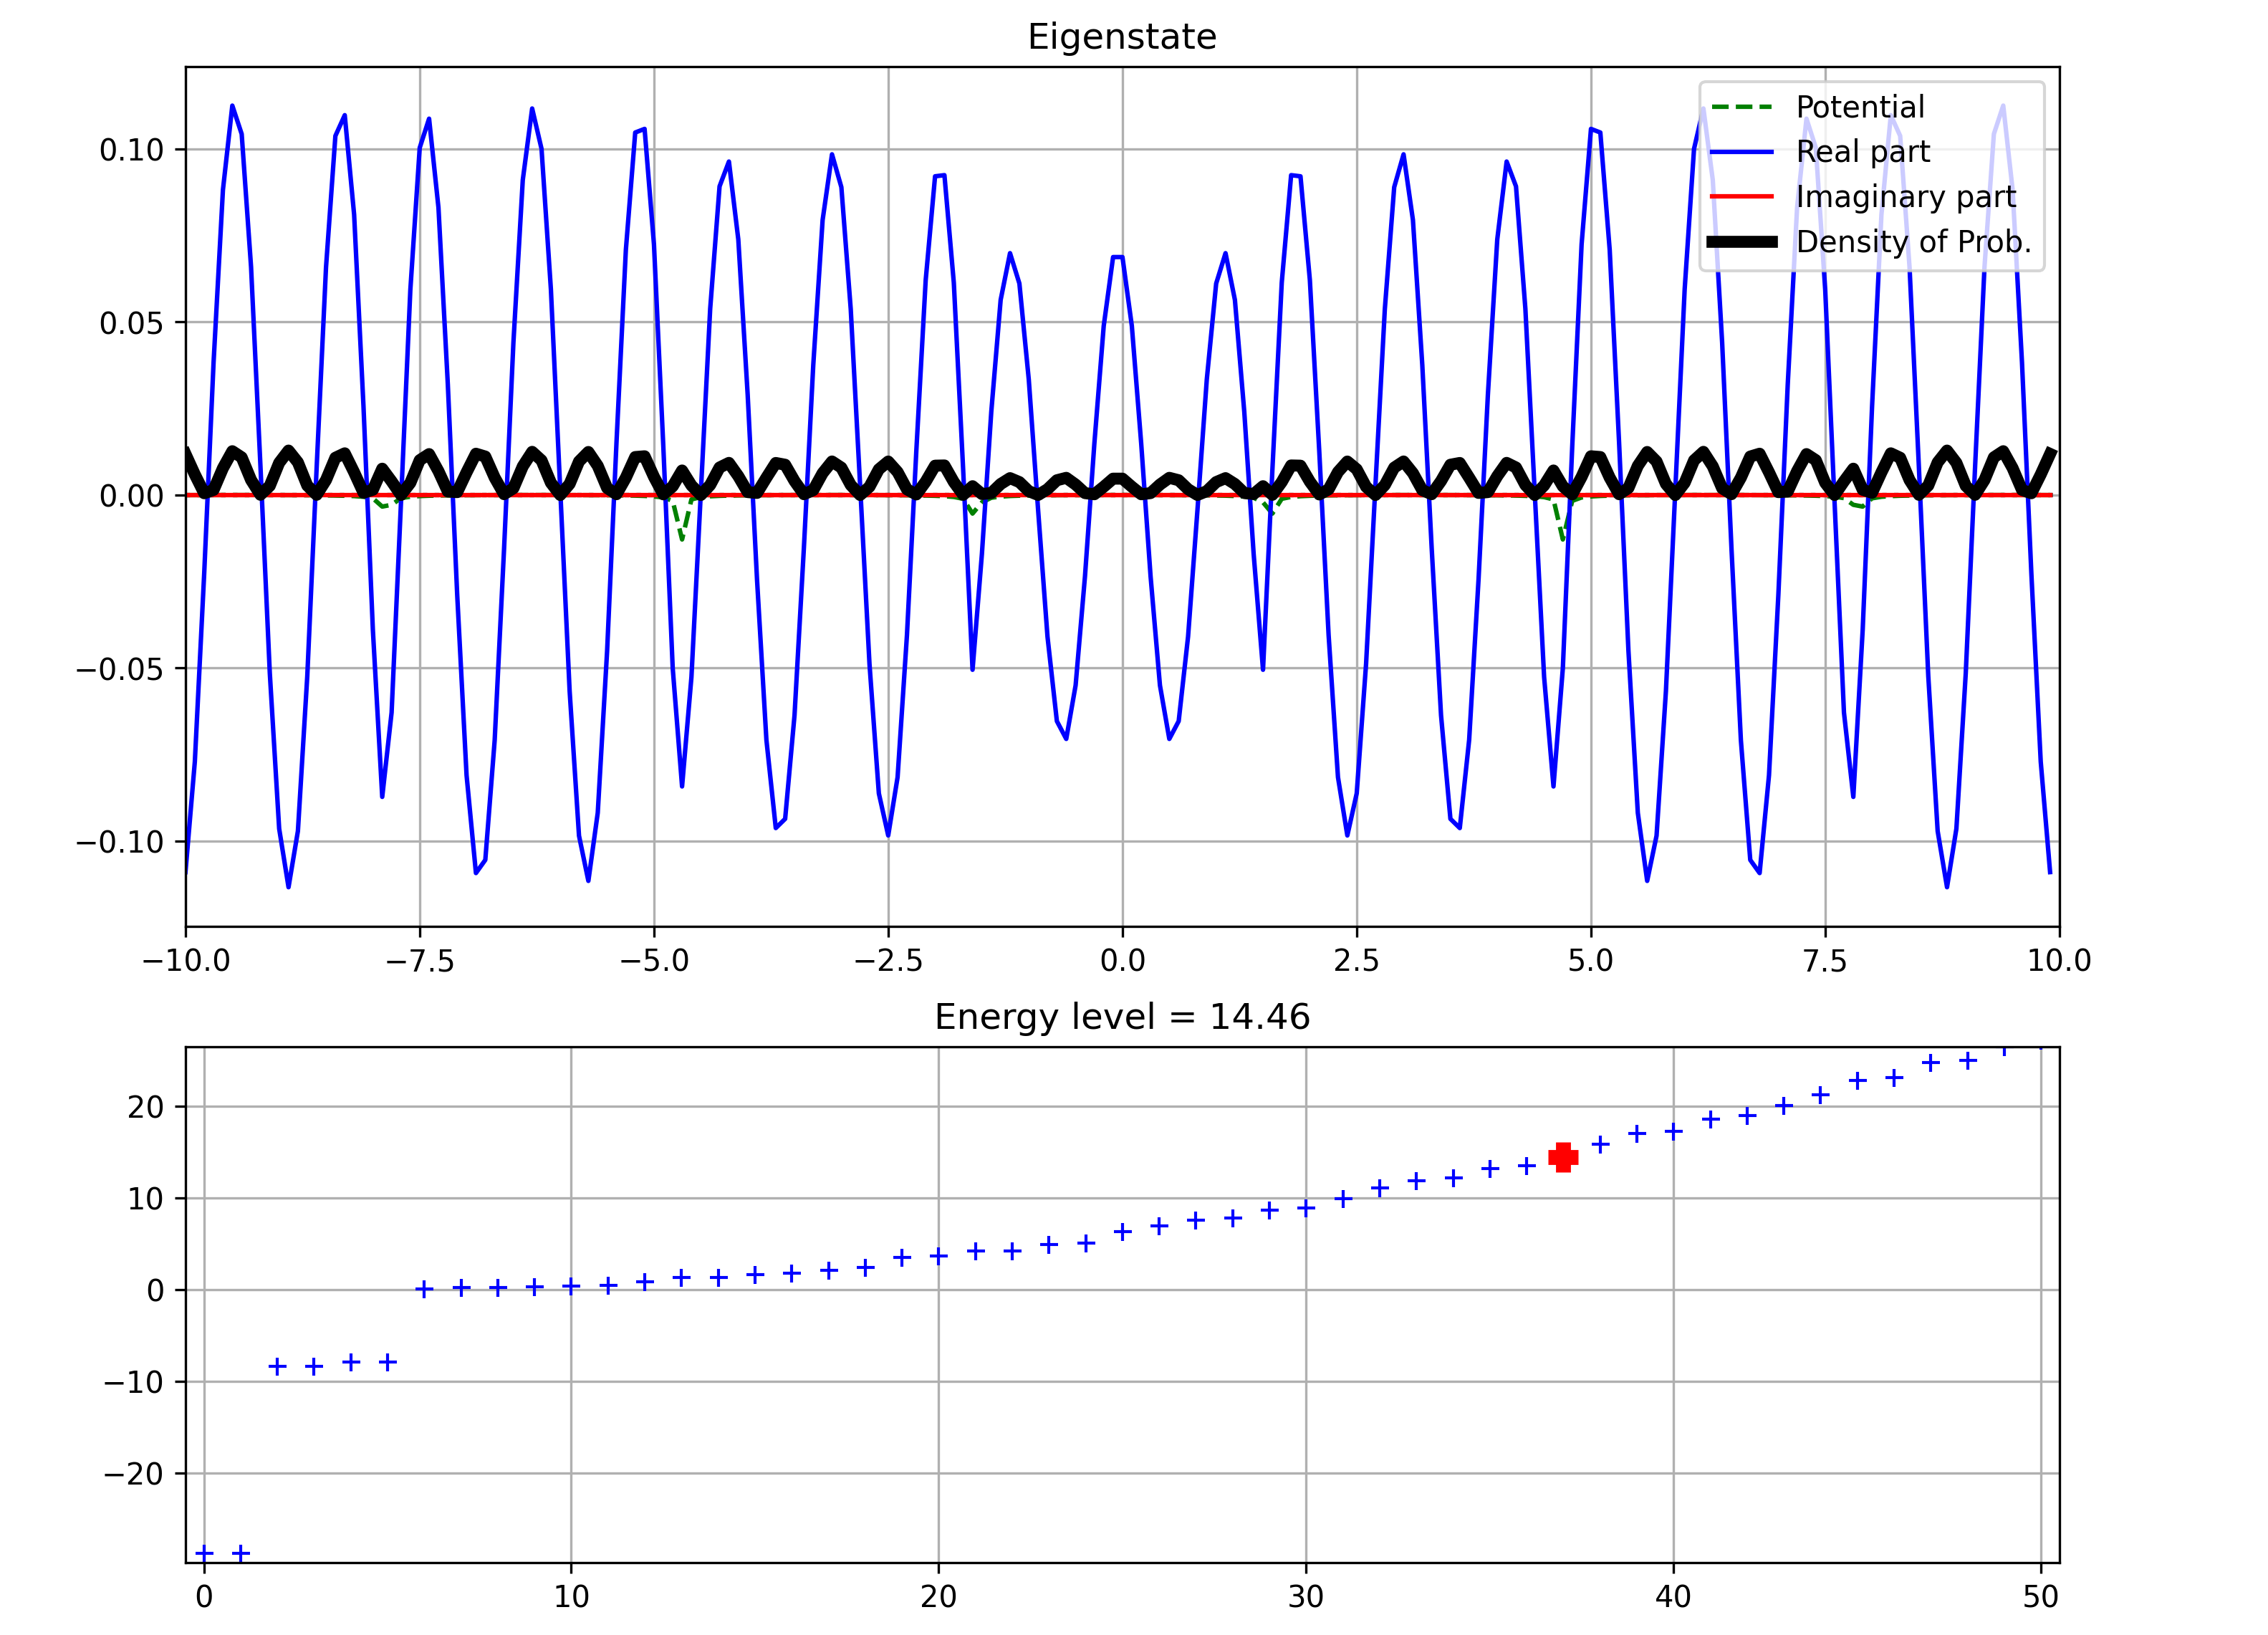 Eigenstate
Potential
Real part
Imaginary part
Density of Prob.
0.10
0.05
0.00
−0.05
−0.10
−10.0 −7.5 −5.0 −2.5 0.0 2.5 5.0 7.5 10.0
Energy level = 14.46
20
10
0
−10
−20
0 10 20 30 40 50